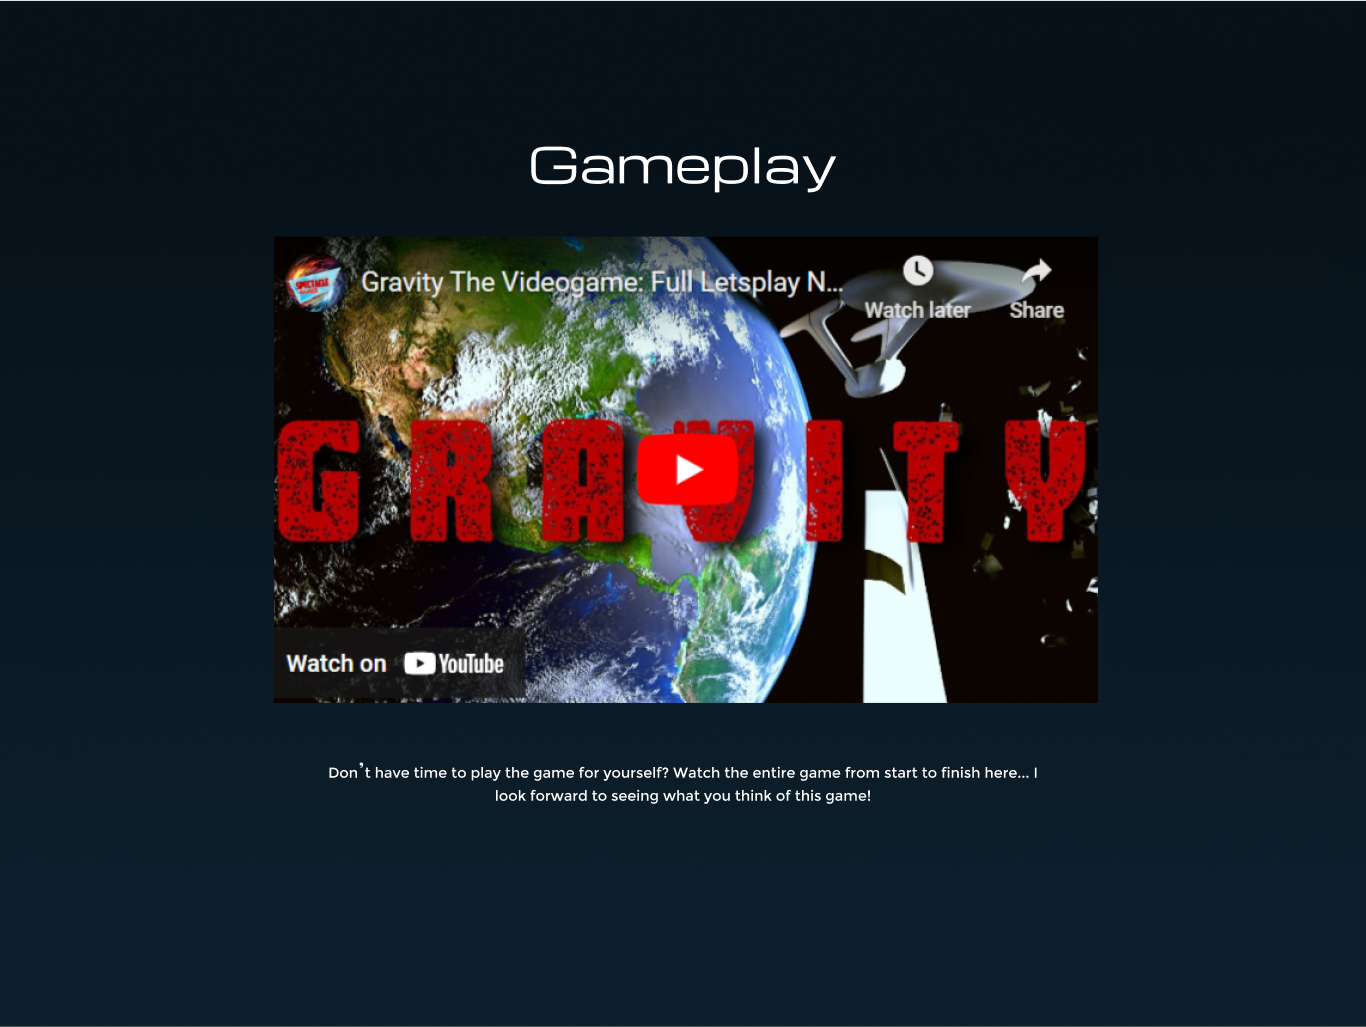 Gameplay
SPECTACLE
Gravity The Videogame: Full Letsplay N...
Watch later
Share
GRAVITY
Watch on YouTube
Don’t have time to play the game for yourself? Watch the entire game from start to finish here... I
look forward to seeing what you think of this game!